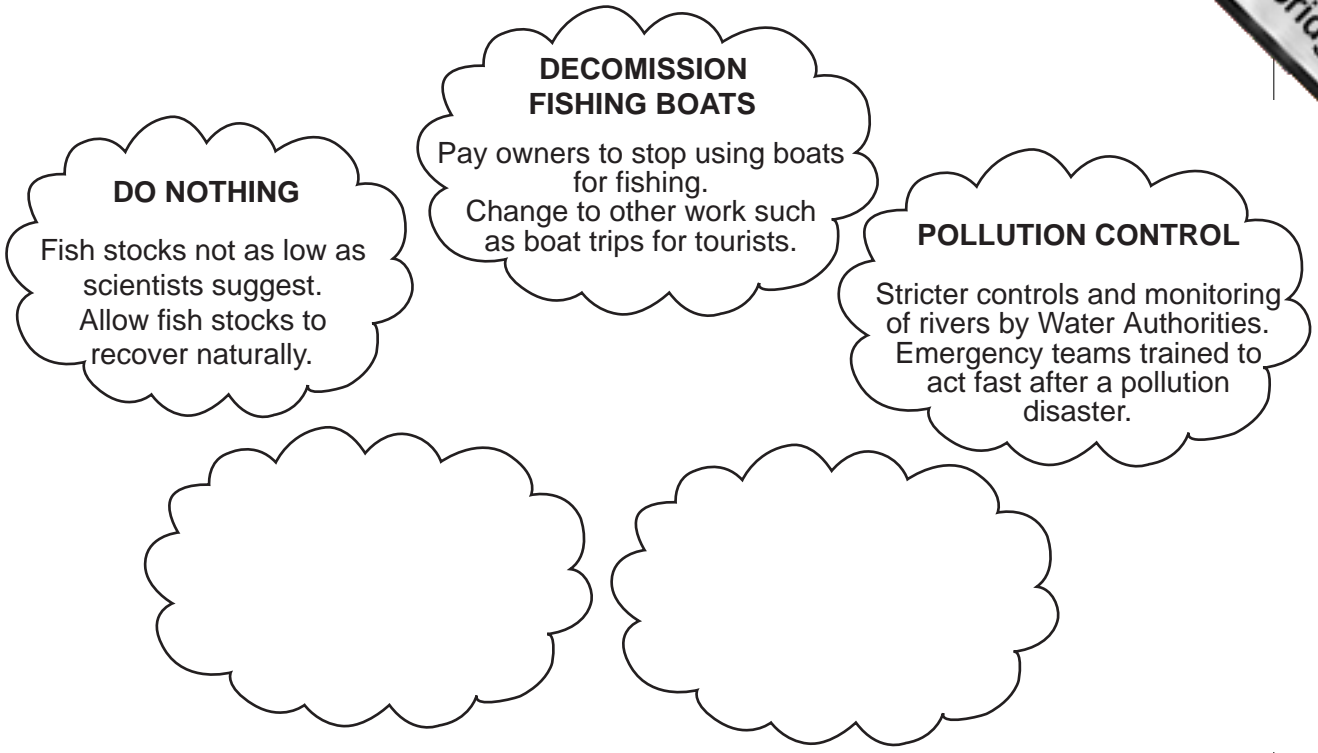 DECOMISSION
FISHING BOATS
Pay owners to stop using boats
for fishing.
Change to other work such
as boat trips for tourists.
DO NOTHING
Fish stocks not as low as
scientists suggest.
Allow fish stocks to
recover naturally.
POLLUTION CONTROL
Stricter controls and monitoring
of rivers by Water Authorities.
Emergency teams trained to
act fast after a pollution
disaster.